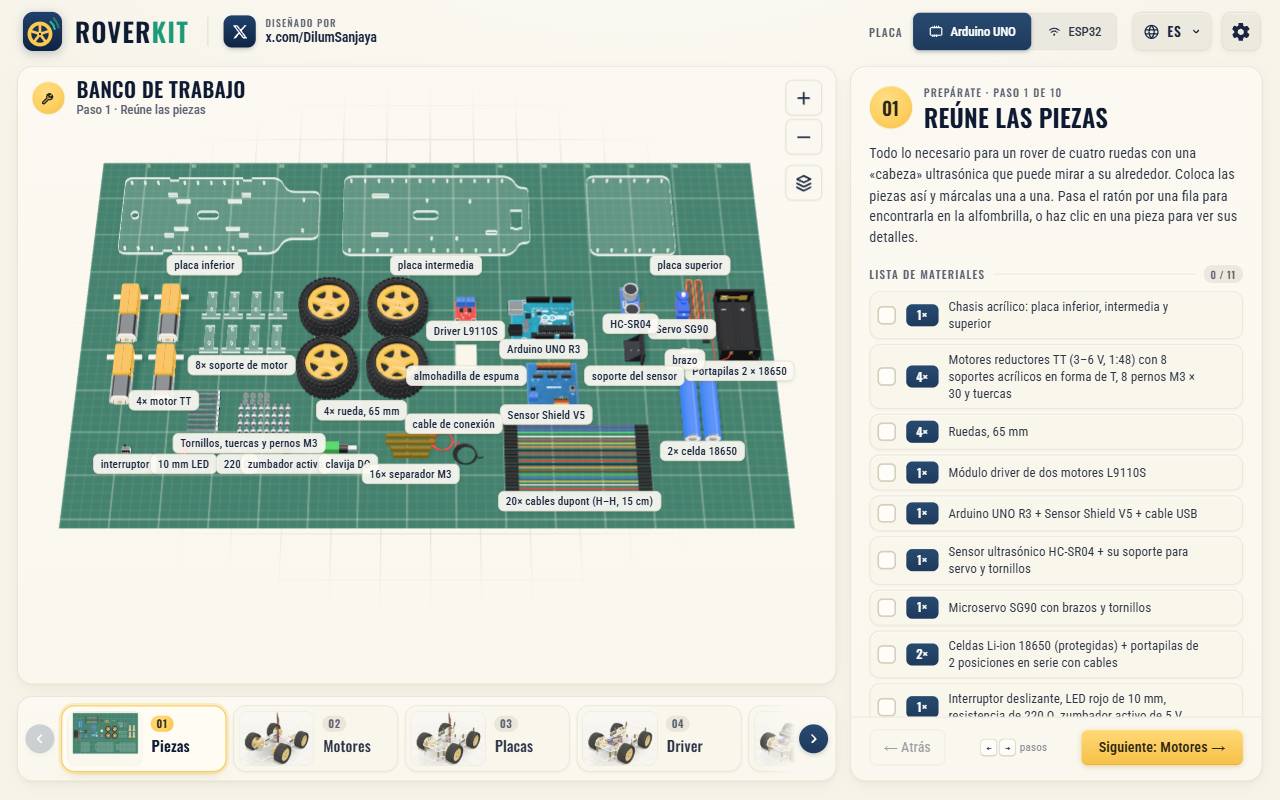 ROVERKIT
DISEÑADO POR
x.com/DilumSanjaya
PLACA
Arduino UNO
ESP32
ES
BANCO DE TRABAJO
Paso 1 · Reúne las piezas
placa inferior
placa intermedia
placa superior
Driver L9110S
HC-SR04
Servo SG90
Arduino UNO R3
brazo
8× soporte de motor
almohadilla de espuma
soporte del sensor
Portapilas 2 × 18650
4× motor TT
4× rueda, 65 mm
Sensor Shield V5
cable de conexión
Tornillos, tuercas y pernos M3
2× celda 18650
interruptor
10 mm LED
220
zumbador activ
clavija DC
16× separador M3
20× cables dupont (H–H, 15 cm)
01
Piezas
02
Motores
03
Placas
04
Driver
01
PREPÁRATE · PASO 1 DE 10
REÚNE LAS PIEZAS
Todo lo necesario para un rover de cuatro ruedas con una
«cabeza» ultrasónica que puede mirar a su alrededor. Coloca las
piezas así y márcalas una a una. Pasa el ratón por una fila para
encontrarla en la alfombrilla, o haz clic en una pieza para ver sus
detalles.
LISTA DE MATERIALES
0 / 11
1×
Chasis acrílico: placa inferior, intermedia y
superior
4×
Motores reductores TT (3–6 V, 1:48) con 8
soportes acrílicos en forma de T, 8 pernos M3 ×
30 y tuercas
4×
Ruedas, 65 mm
1×
Módulo driver de dos motores L9110S
1×
Arduino UNO R3 + Sensor Shield V5 + cable USB
1×
Sensor ultrasónico HC-SR04 + su soporte para
servo y tornillos
1×
Microservo SG90 con brazos y tornillos
2×
Celdas Li-ion 18650 (protegidas) + portapilas de
2 posiciones en serie con cables
1×
Interruptor deslizante, LED rojo de 10 mm,
resistencia de 220 Ω, zumbador activo de 5 V,
← Atrás
← → pasos
Siguiente: Motores →